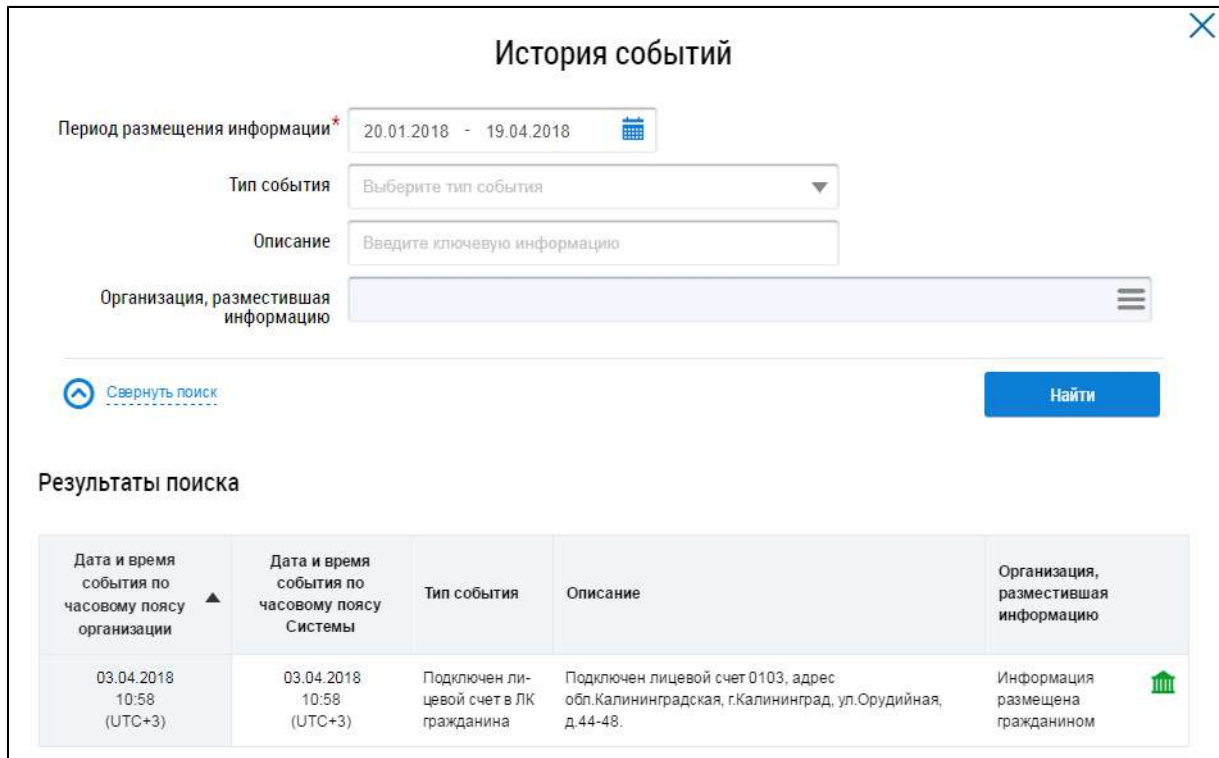 История событий
Период размещения информации*
20.01.2018 - 19.04.2018
Тип события
Выберите тип события
Описание
Введите ключевую информацию
Организация, разместившая
информацию
Свернуть поиск
Найти
Результаты поиска
Дата и время
события по
часовому поясу
организации
Дата и время
события по
часовому поясу
Системы
Тип события
Описание
Организация,
разместившая
информацию
03.04.2018
10:58
(UTC+3)
03.04.2018
10:58
(UTC+3)
Подключен ли-
цевой счет в ЛК
гражданина
Подключен лицевой счет 0103, адрес
обл.Калининградская, г.Калининград, ул.Орудийная,
д.44-48.
Информация
размещена
гражданином